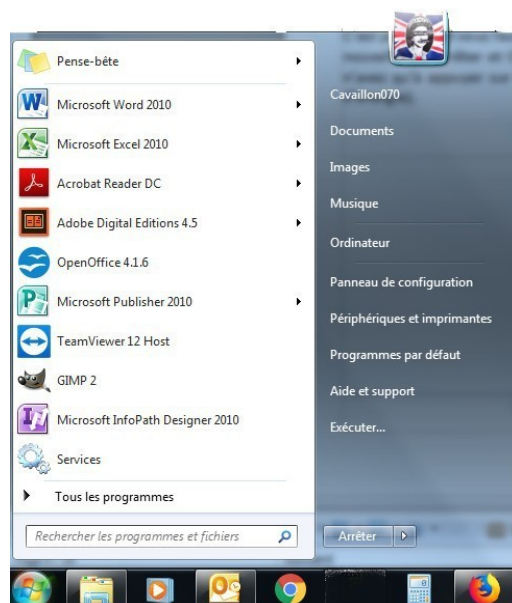 Pense-bête
Microsoft Word 2010
Microsoft Excel 2010
Acrobat Reader DC
Adobe Digital Editions 4.5
OpenOffice 4.1.6
Microsoft Publisher 2010
TeamViewer 12 Host
GIMP 2
Microsoft InfoPath Designer 2010
Services
Tous les programmes
Rechercher les programmes et fichiers
Cavaillon070
Documents
Images
Musique
Ordinateur
Panneau de configuration
Périphériques et imprimantes
Programmes par défaut
Aide et support
Exécuter...
Arrêter